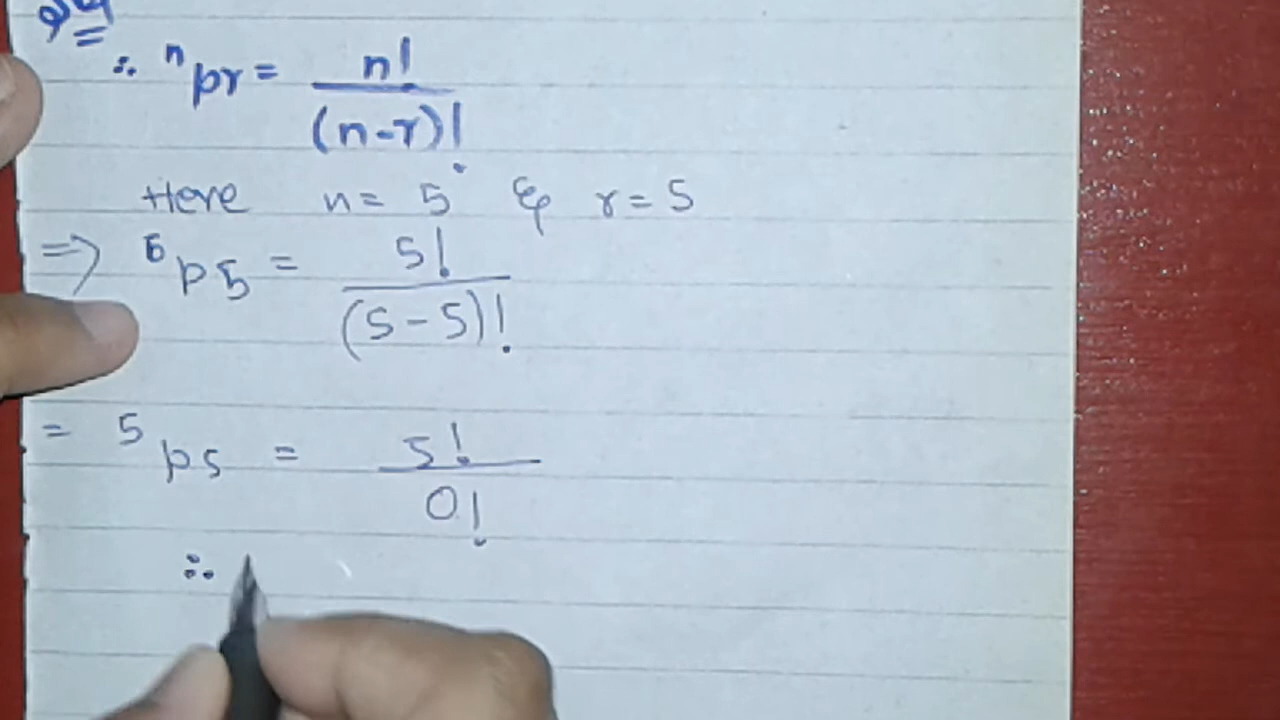 ∴ ⁿpr = n! / (n-r)!
Here n = 5 & r = 5
=> ⁵p5 = 5! / (5-5)!
= ⁵p5 = 5! / 0!
∴